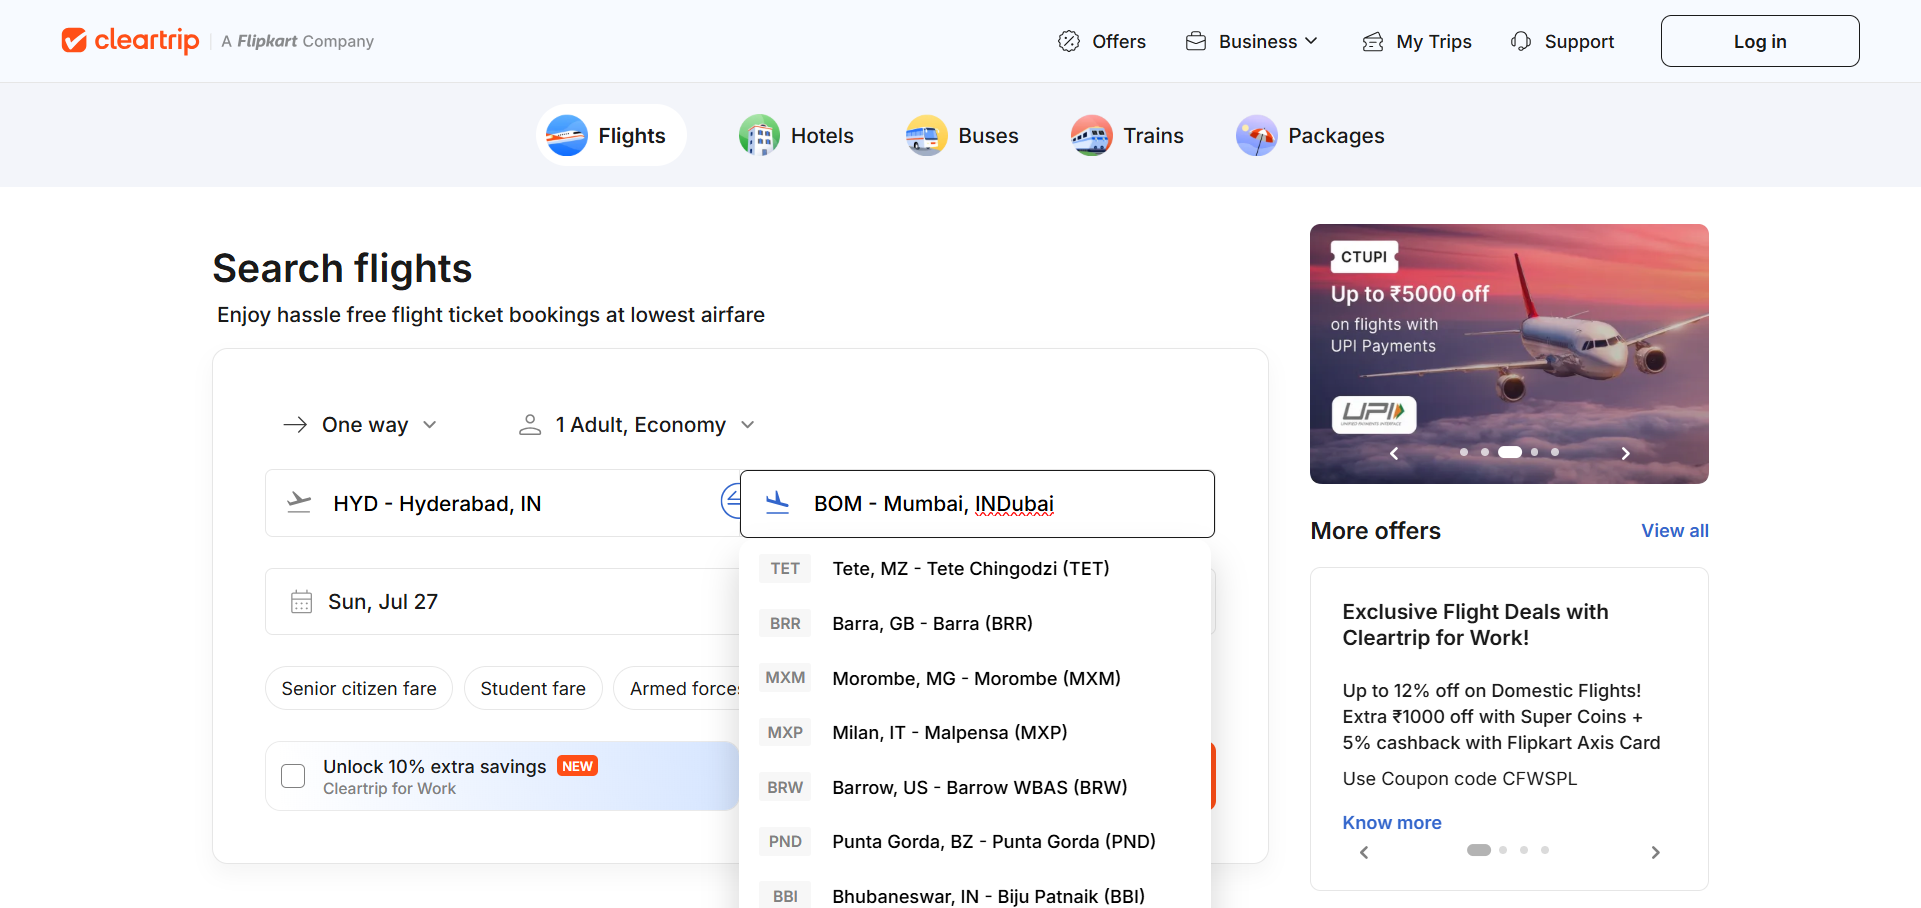 cleartrip
A Flipkart Company
Offers
Business
My Trips
Support
Log in
Flights
Hotels
Buses
Trains
Packages
Search flights
Enjoy hassle free flight ticket bookings at lowest airfare
One way
1 Adult, Economy
HYD - Hyderabad, IN
BOM - Mumbai, INDubai
Sun, Jul 27
Senior citizen fare
Student fare
Armed forces
Unlock 10% extra savings NEW
Cleartrip for Work
TET Tete, MZ - Tete Chingodzi (TET)
BRR Barra, GB - Barra (BRR)
MXM Morombe, MG - Morombe (MXM)
MXP Milan, IT - Malpensa (MXP)
BRW Barrow, US - Barrow WBAS (BRW)
PND Punta Gorda, BZ - Punta Gorda (PND)
BBI Bhubaneswar, IN - Biju Patnaik (BBI)
CTUPI
Up to ₹5000 off
on flights with
UPI Payments
UPI
UNIFIED PAYMENTS INTERFACE
More offers
View all
Exclusive Flight Deals with
Cleartrip for Work!
Up to 12% off on Domestic Flights!
Extra ₹1000 off with Super Coins +
5% cashback with Flipkart Axis Card
Use Coupon code CFWSPL
Know more